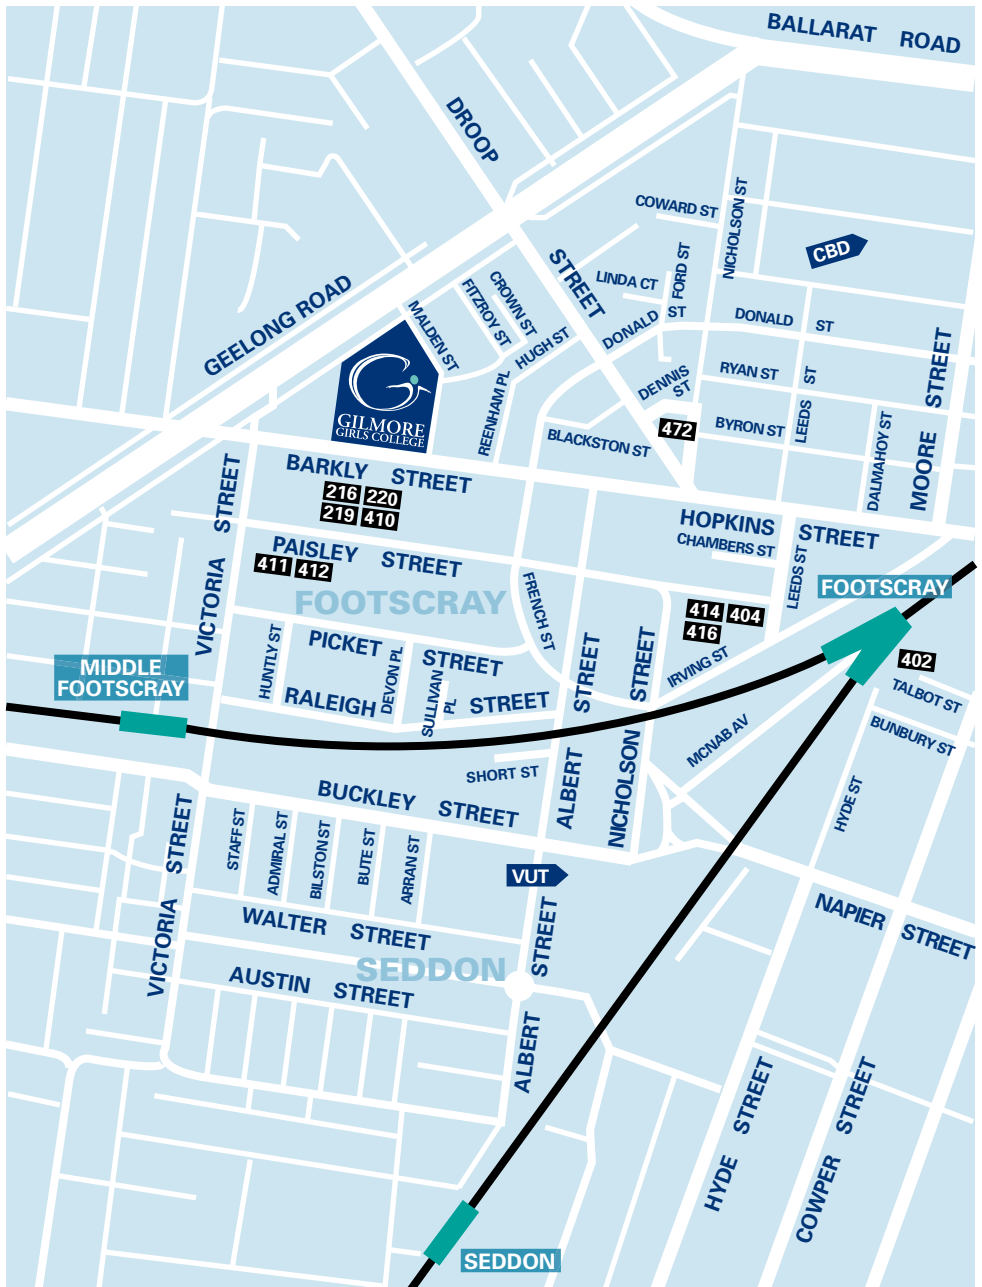 BALLARAT ROAD
DROOP
STREET
COWARD ST
NICHOLSON ST
CBD
FORD ST
LINDA CT
GEELONG ROAD
CROWN ST
FITZROY ST
MALDEN ST
HUGH ST
DONALD ST
DONALD ST
GILMORE
GIRLS COLLEGE
REENHAM PL
DENNIS
ST
RYAN ST
LEEDS ST
MOORE STREET
472
BYRON ST
DALMAHOY ST
BLACKSTON ST
BARKLY STREET
216 220
219 410
VICTORIA STREET
HOPKINS STREET
CHAMBERS ST
PAISLEY STREET
411 412
LEEDS ST
FOOTSCRAY
FOOTSCRAY
FRENCH ST
414 404
416
HUNTLY ST
PICKET STREET
DEVON PL
SULLIVAN
PL
RALEIGH STREET
ALBERT STREET
NICHOLSON STREET
IRVING ST
402
TALBOT ST
BUNBURY ST
MIDDLE
FOOTSCRAY
MCNAB AV
HYDE ST
SHORT ST
BUCKLEY STREET
VICTORIA STREET
STAFF ST
ADMIRAL ST
BILSTON ST
BUTE ST
ARRAN ST
VUT
NAPIER STREET
WALTER STREET
SEDDON
AUSTIN STREET
ALBERT STREET
HYDE STREET
COWPER STREET
SEDDON